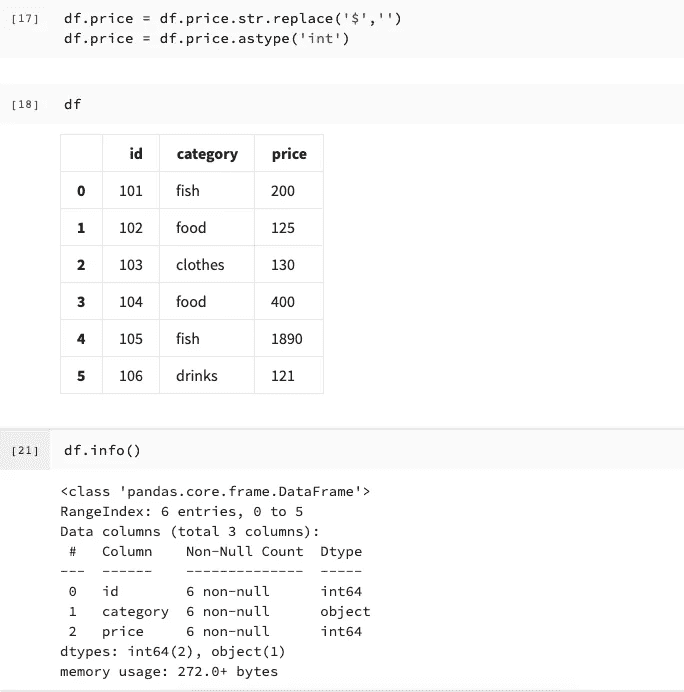 [17] df.price = df.price.str.replace('$','')
df.price = df.price.astype('int')
[18] df
id category price
0 101 fish 200
1 102 food 125
2 103 clothes 130
3 104 food 400
4 105 fish 1890
5 106 drinks 121
[21] df.info()
<class 'pandas.core.frame.DataFrame'>
RangeIndex: 6 entries, 0 to 5
Data columns (total 3 columns):
# Column Non-Null Count Dtype
--- ------ -------------- -----
0 id 6 non-null int64
1 category 6 non-null object
2 price 6 non-null int64
dtypes: int64(2), object(1)
memory usage: 272.0+ bytes